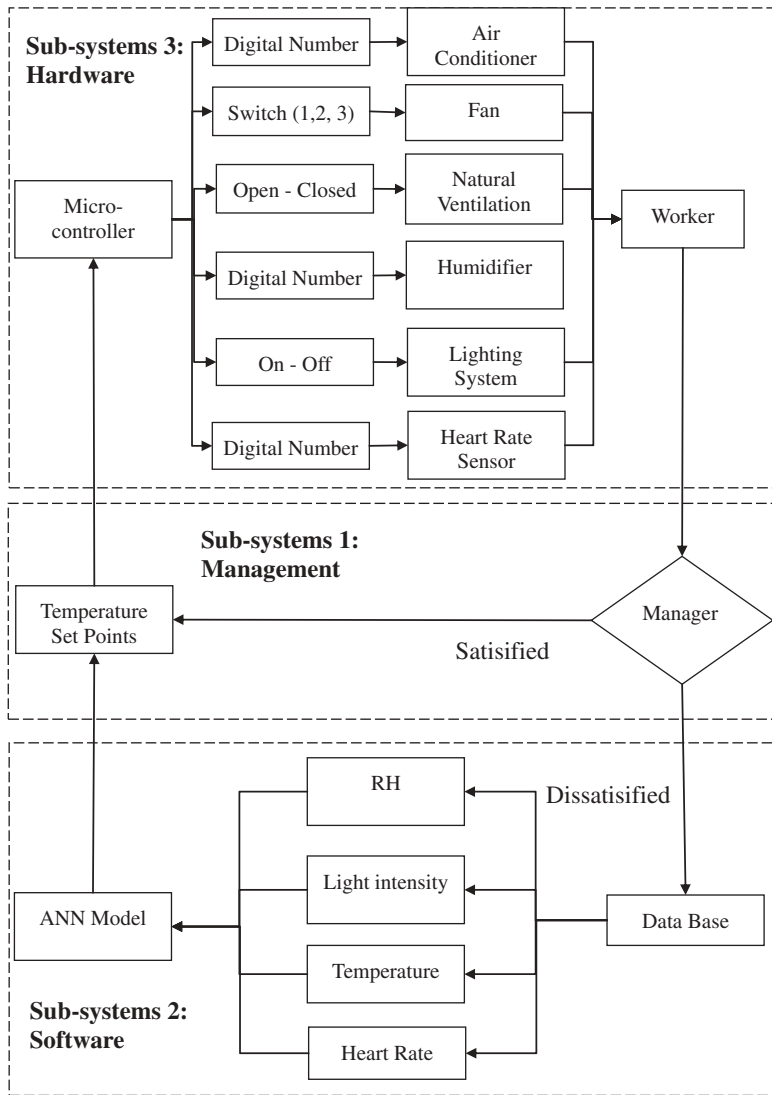 Sub-systems 3:
Hardware
Digital Number
Air
Conditioner
Switch (1,2, 3)
Fan
Micro-
controller
Open - Closed
Natural
Ventilation
Worker
Digital Number
Humidifier
On - Off
Lighting
System
Digital Number
Heart Rate
Sensor
Sub-systems 1:
Management
Temperature
Set Points
Manager
Satisified
RH
Dissatisified
Light intensity
ANN Model
Data Base
Temperature
Sub-systems 2:
Software
Heart Rate